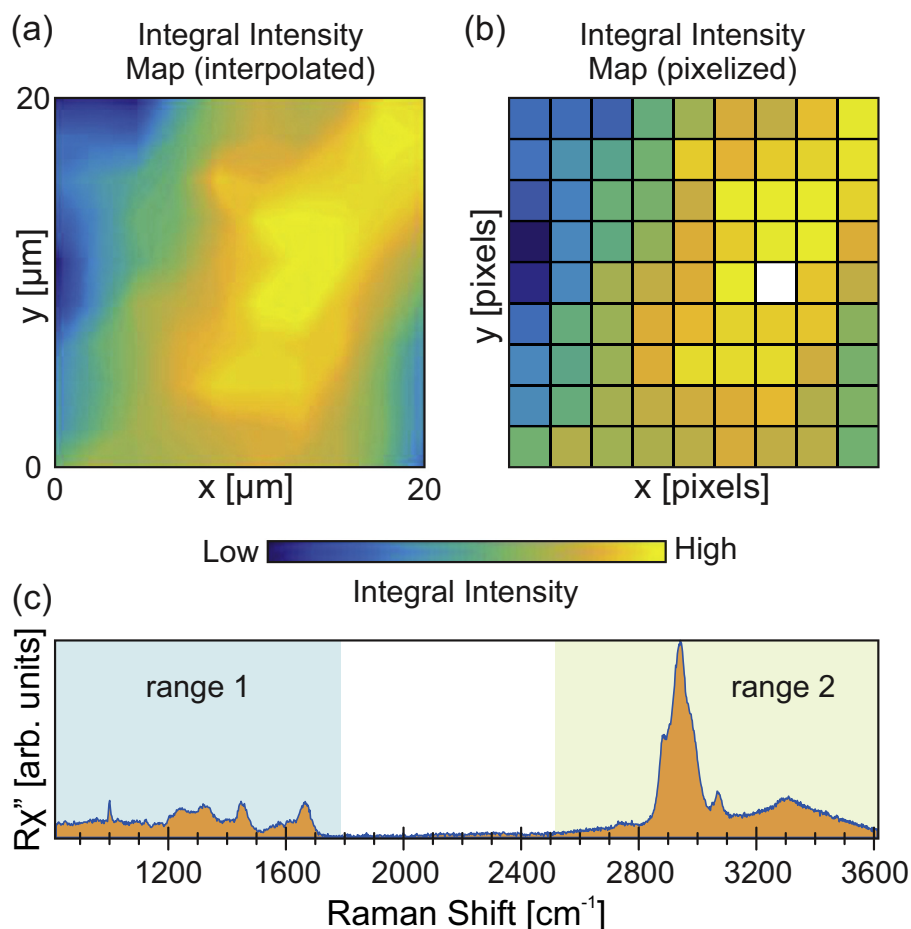 (a)
Integral Intensity
Map (interpolated)
(b)
Integral Intensity
Map (pixelized)
20
y [µm]
0
0
x [µm]
20
y [pixels]
x [pixels]
Low
High
Integral Intensity
(c)
Rχ” [arb. units]
range 1
range 2
1200
1600
2000
2400
2800
3200
3600
Raman Shift [cm⁻¹]